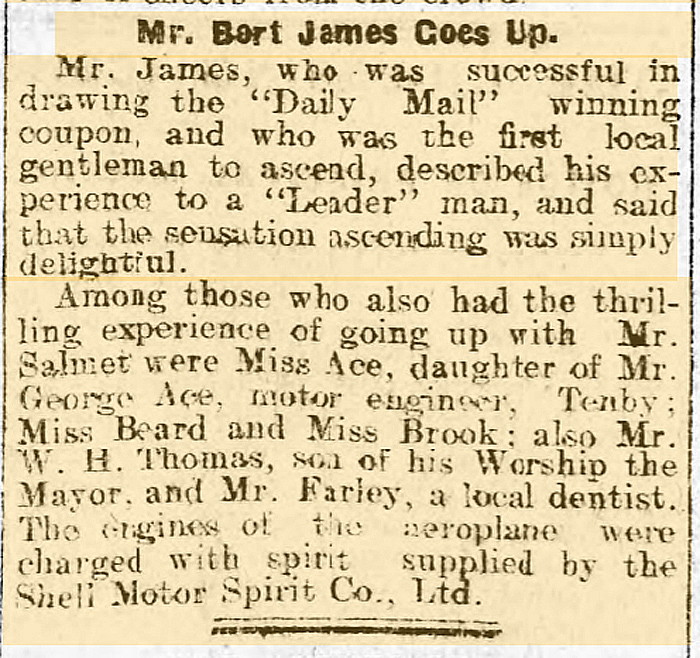 Mr. Bert James Goes Up.
Mr. James, who was successful in
drawing the "Daily Mail" winning
coupon, and who was the first local
gentleman to ascend, described his ex-
perience to a "Leader" man, and said
that the sensation ascending was simply
delightful.
Among those who also had the thril-
ling experience of going up with Mr.
Salmet were Miss Ace, daughter of Mr.
George Ace, motor engineer, Tenby;
Miss Beard and Miss Brook; also Mr.
W. H. Thomas, son of his Worship the
Mayor, and Mr. Farley, a local dentist.
The engines of the aeroplane were
charged with spirit supplied by the
Shell Motor Spirit Co., Ltd.